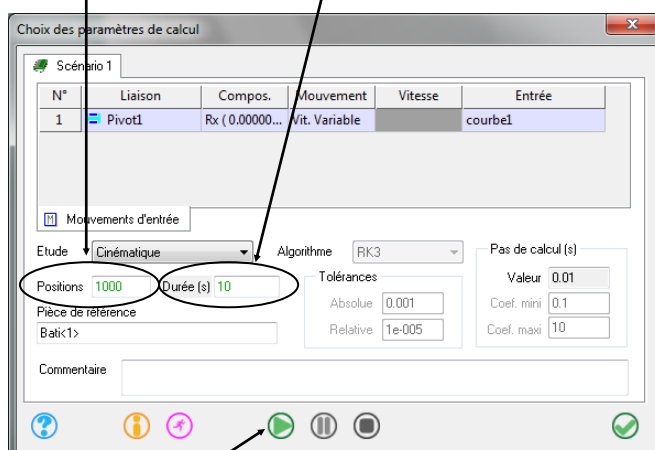 Choix des paramètres de calcul
Scénario 1
N° Liaison Compos. Mouvement Vitesse Entrée
1 Pivot1 Rx ( 0.00000... Vit. Variable courbe1
M Mouvements d'entrée
Etude Cinématique Algorithme RK3 Pas de calcul (s)
Positions 1000 Durée (s) 10 Tolérances Valeur 0.01
Pièce de référence Absolue 0.001 Coef. mini 0.1
Bati<1> Relative 1e-005 Coef. maxi 10
Commentaire